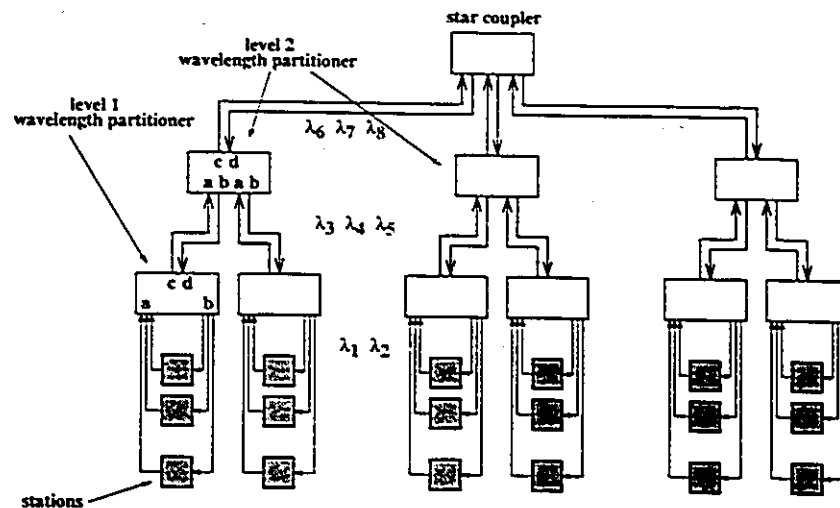 star coupler
level 2
wavelength partitioner
level 1
wavelength partitioner
λ6 λ7 λ8
c d
a b a b
λ3 λ4 λ5
c d
a b
λ1 λ2
stations